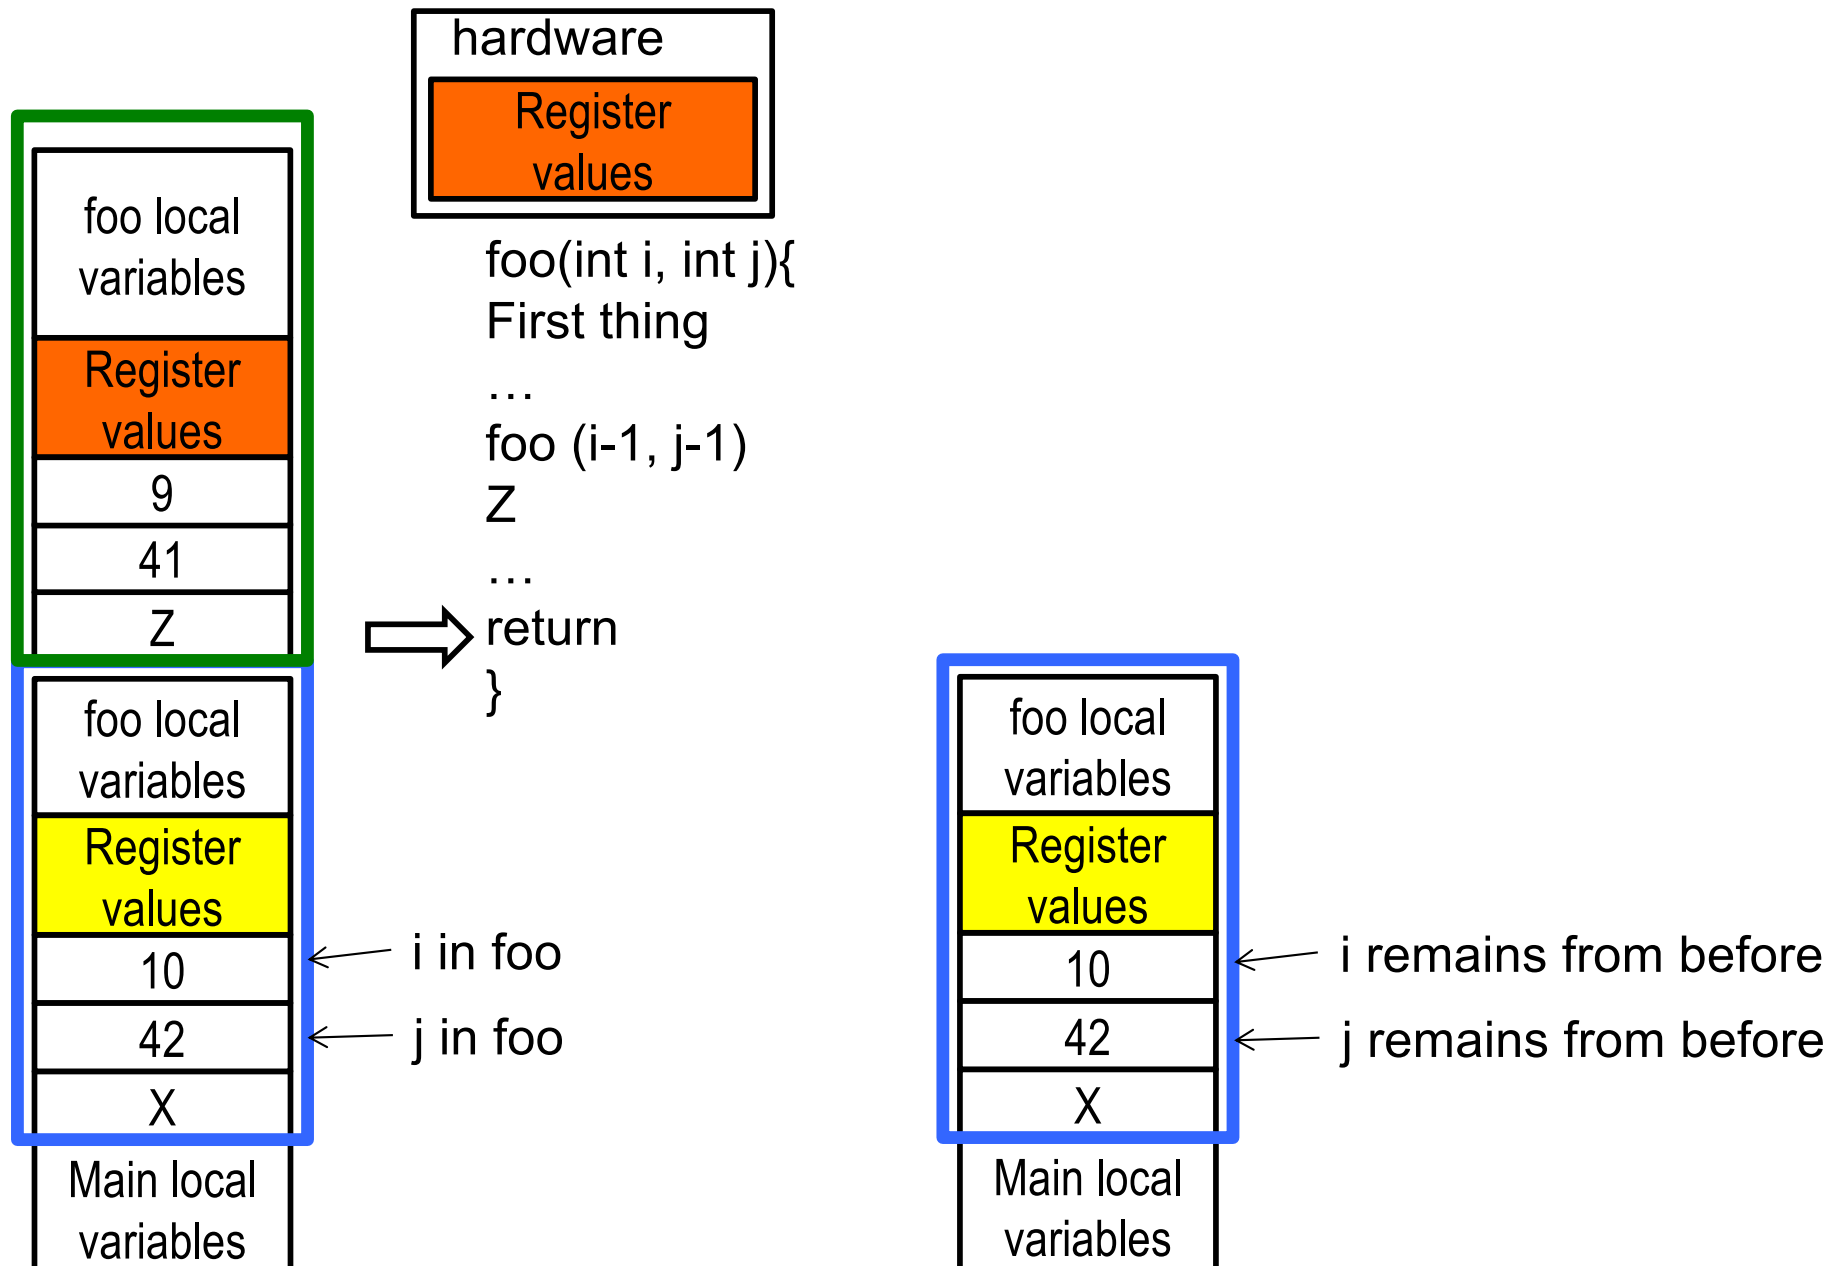 hardware
Register
values
foo local
variables
Register
values
9
41
Z
foo local
variables
Register
values
10
42
X
Main local
variables
foo(int i, int j){
First thing
…
foo (i-1, j-1)
Z
…
return
}
i in foo
j in foo
foo local
variables
Register
values
10
42
X
Main local
variables
i remains from before
j remains from before